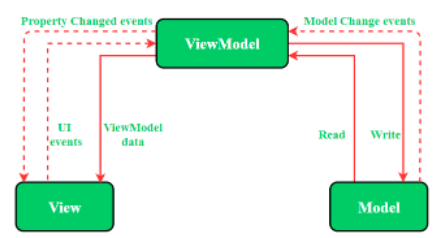 Property Changed events
Model Change events
ViewModel
UI
events
ViewModel
data
Read
Write
View
Model